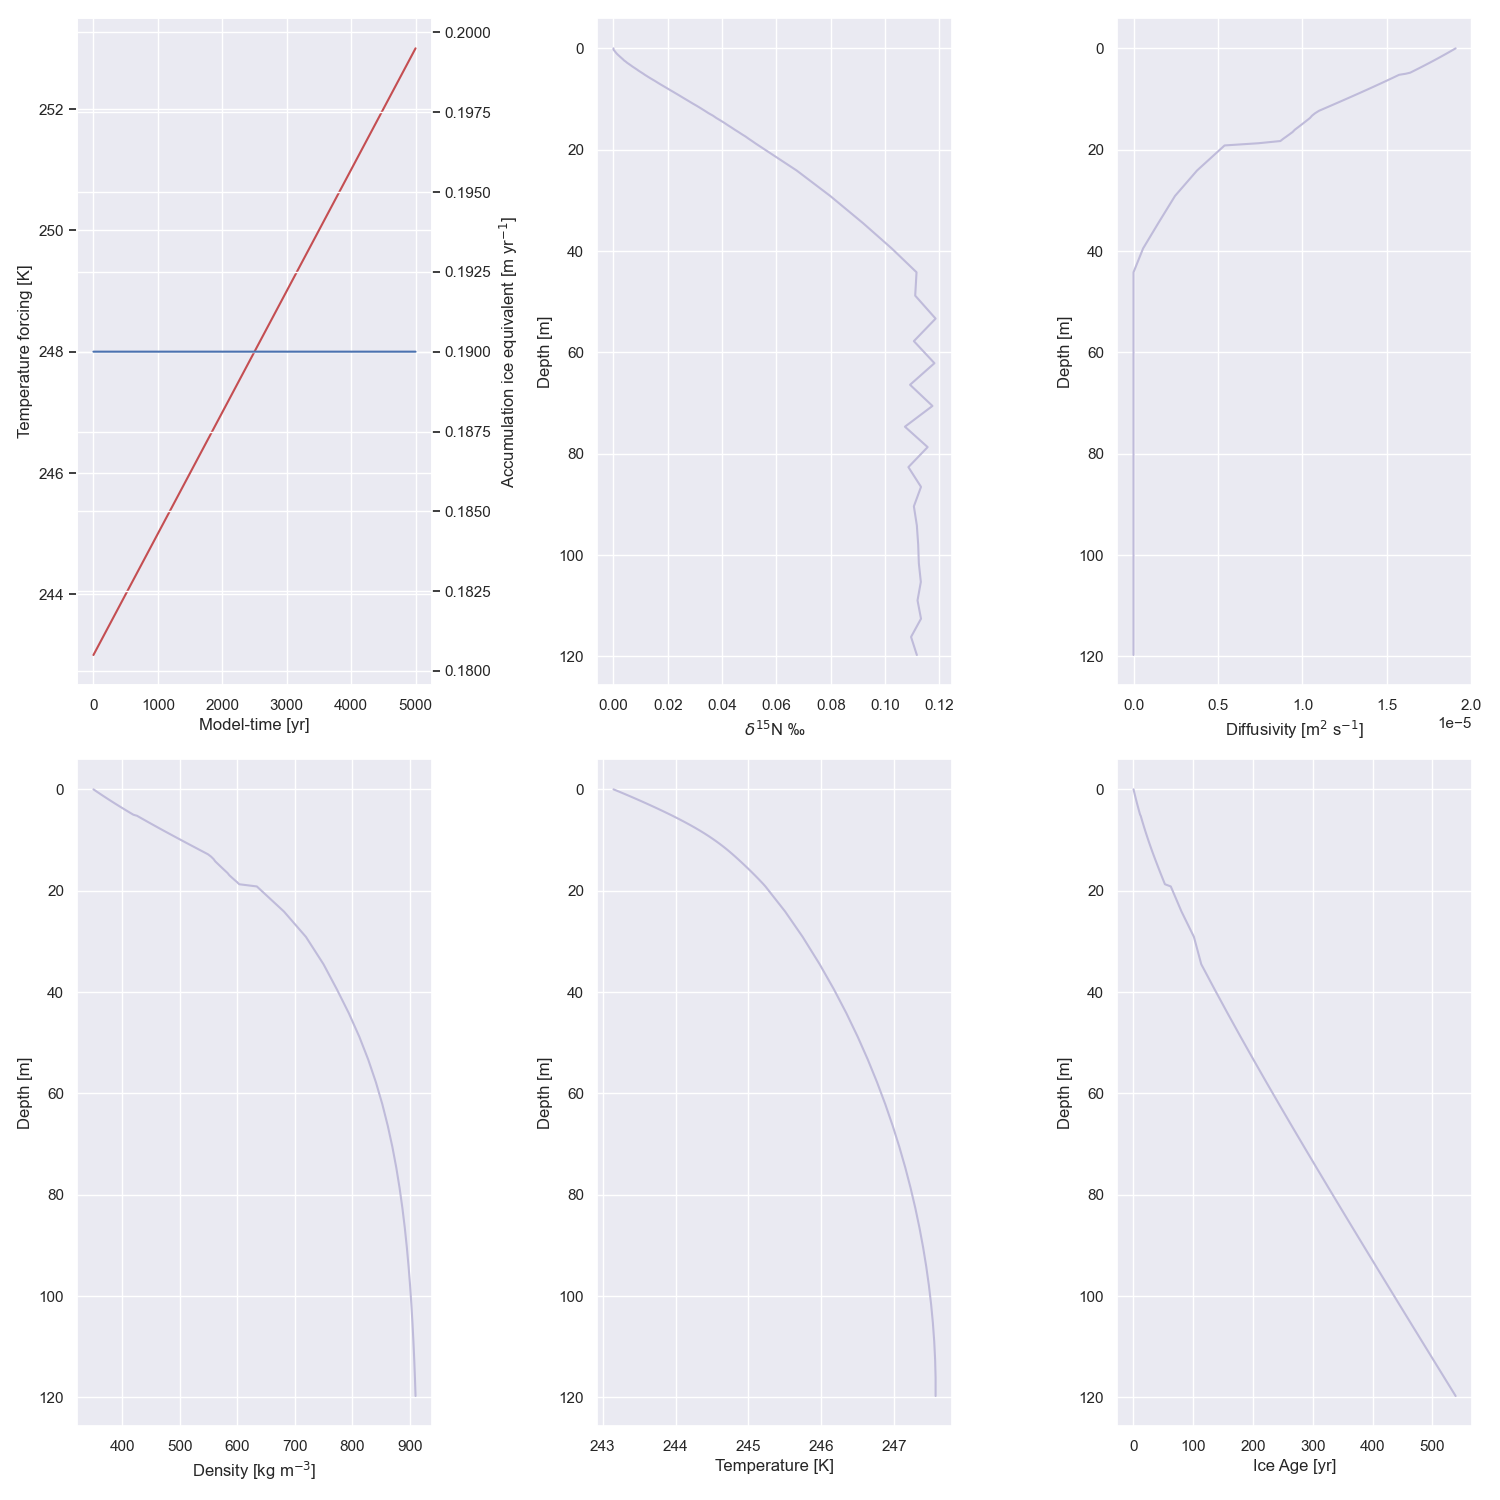 Temperature forcing [K]
252
250
248
246
244
0 1000 2000 3000 4000 5000
Model-time [yr]
0.2000
0.1975
0.1950
0.1925
0.1900
0.1875
0.1850
0.1825
0.1800
Accumulation ice equivalent [m yr⁻¹]
Depth [m]
0
20
40
60
80
100
120
0.00 0.02 0.04 0.06 0.08 0.10 0.12
δ¹⁵N ‰
Depth [m]
0
20
40
60
80
100
120
0.0 0.5 1.0 1.5 2.0
1e−5
Diffusivity [m² s⁻¹]
Depth [m]
0
20
40
60
80
100
120
400 500 600 700 800 900
Density [kg m⁻³]
Depth [m]
0
20
40
60
80
100
120
243 244 245 246 247
Temperature [K]
Depth [m]
0
20
40
60
80
100
120
0 100 200 300 400 500
Ice Age [yr]